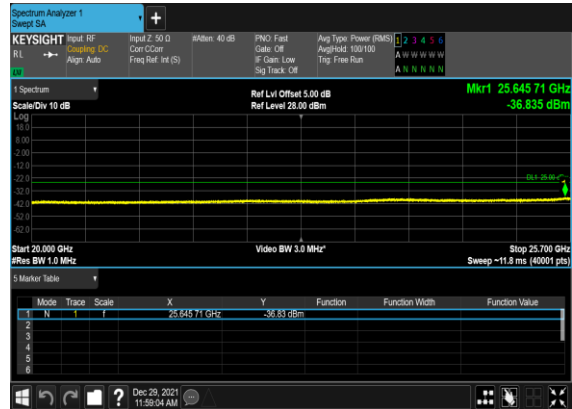 Spectrum Analyzer 1
Swept SA
+
KEYSIGHT Input: RF Input Z: 50 Ω #Atten: 40 dB PNO: Fast Avg Type: Power (RMS) 1 2 3 4 5 6
RL Coupling: DC Corr CCorr Gate: Off Avg|Hold: 100/100 A W W W W W
Align: Auto Freq Ref: Int (S) IF Gain: Low Trig: Free Run
Sig Track: Off A N N N N N
1 Spectrum Ref Lvl Offset 5.00 dB Mkr1 25.645 71 GHz
Scale/Div 10 dB Ref Level 28.00 dBm -36.835 dBm
Log
18.0
8.00
-2.00
-12.0
-22.0 DL1 -25.00
-32.0
-42.0
-52.0
-62.0
Start 20.000 GHz Video BW 3.0 MHz* Stop 25.700 GHz
#Res BW 1.0 MHz Sweep ~11.8 ms (40001 pts)
5 Marker Table
Mode Trace Scale X Y Function Function Width Function Value
1 N 1 f 25.645 71 GHz -36.83 dBm
2
3
4
5
6
? Dec 29, 2021
11:59:04 AM